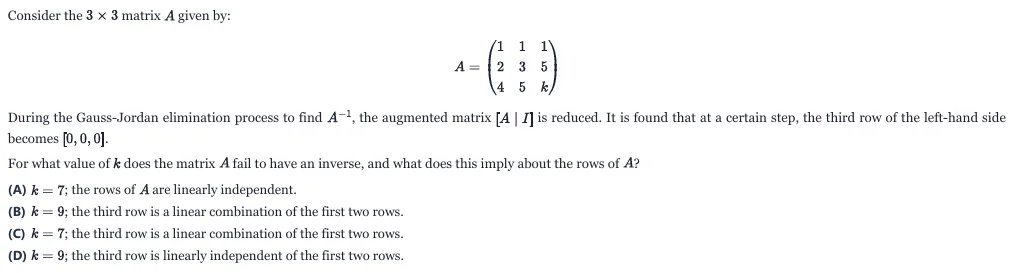 Consider the 3 × 3 matrix A given by:
A = (1 1 1
2 3 5
4 5 k)
During the Gauss-Jordan elimination process to find A⁻¹, the augmented matrix [A | I] is reduced. It is found that at a certain step, the third row of the left-hand side
becomes [0, 0, 0].
For what value of k does the matrix A fail to have an inverse, and what does this imply about the rows of A?
(A) k = 7; the rows of A are linearly independent.
(B) k = 9; the third row is a linear combination of the first two rows.
(C) k = 7; the third row is a linear combination of the first two rows.
(D) k = 9; the third row is linearly independent of the first two rows.